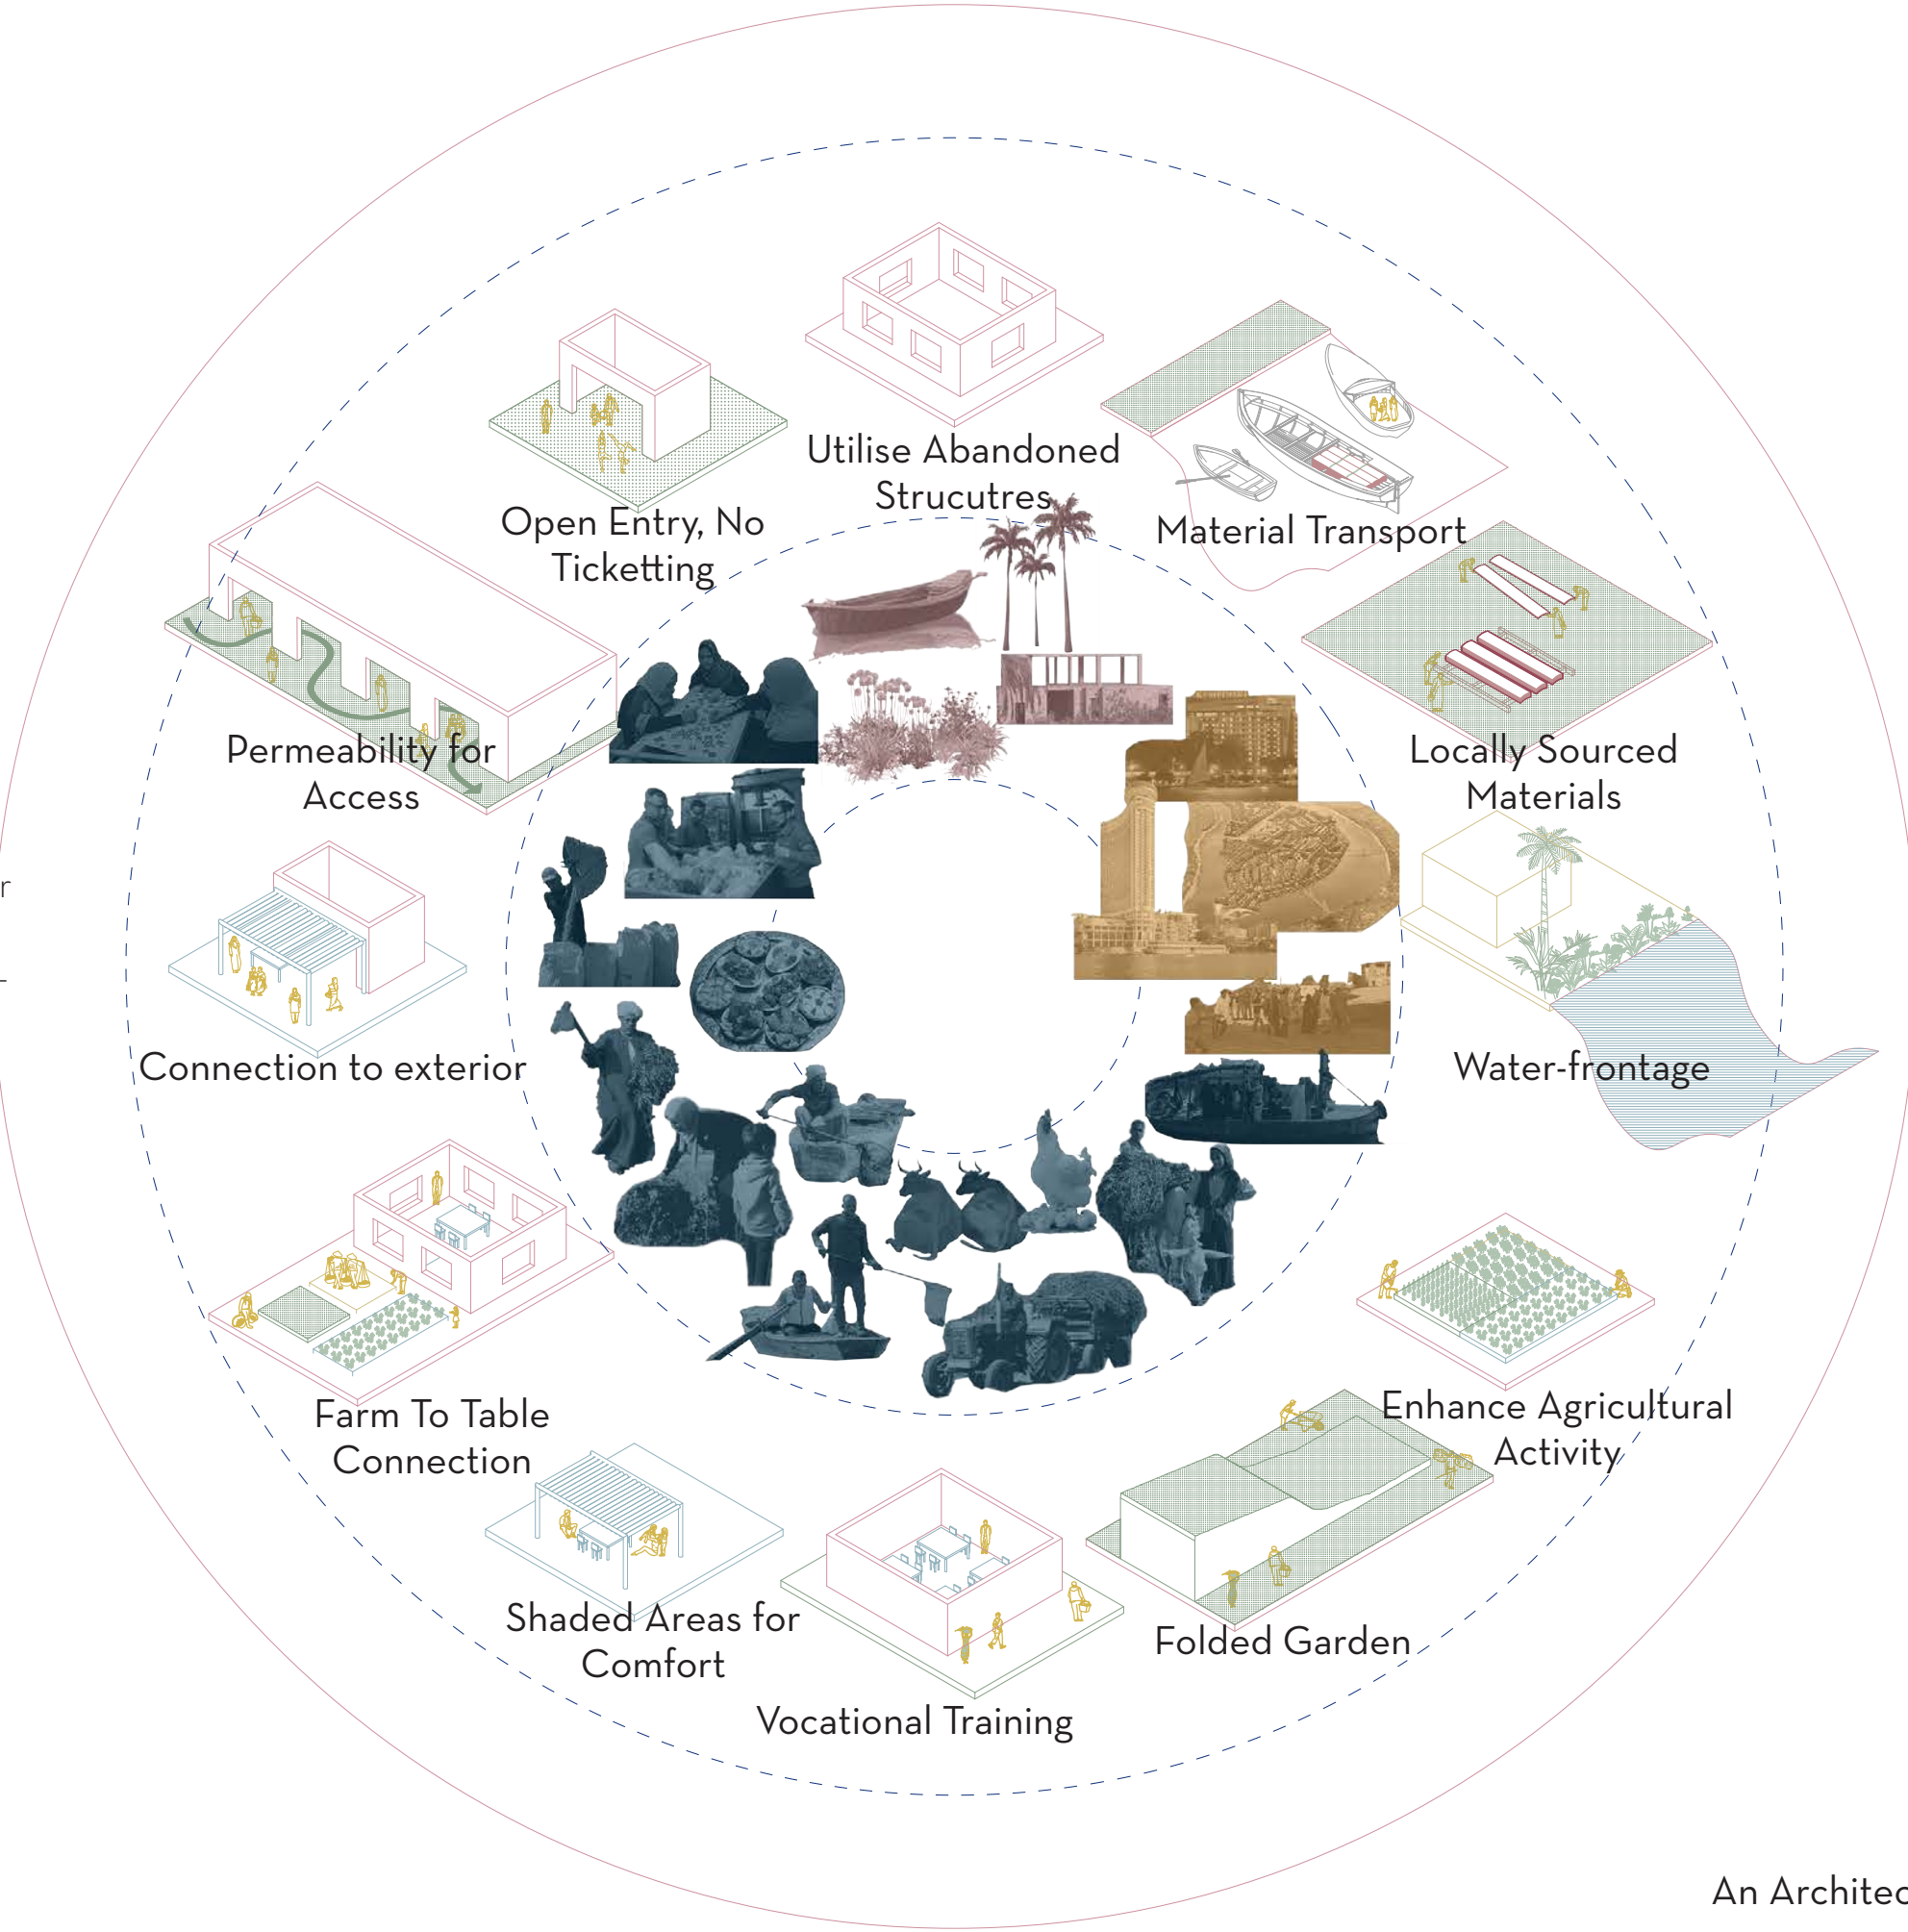 Utilise Abandoned
Strucutres
Open Entry, No
Ticketting
Material Transport
Permeability for
Access
Locally Sourced
Materials
r
-
Connection to exterior
Water-frontage
Farm To Table
Connection
Enhance Agricultural
Activity
Shaded Areas for
Comfort
Folded Garden
Vocational Training
An Architec